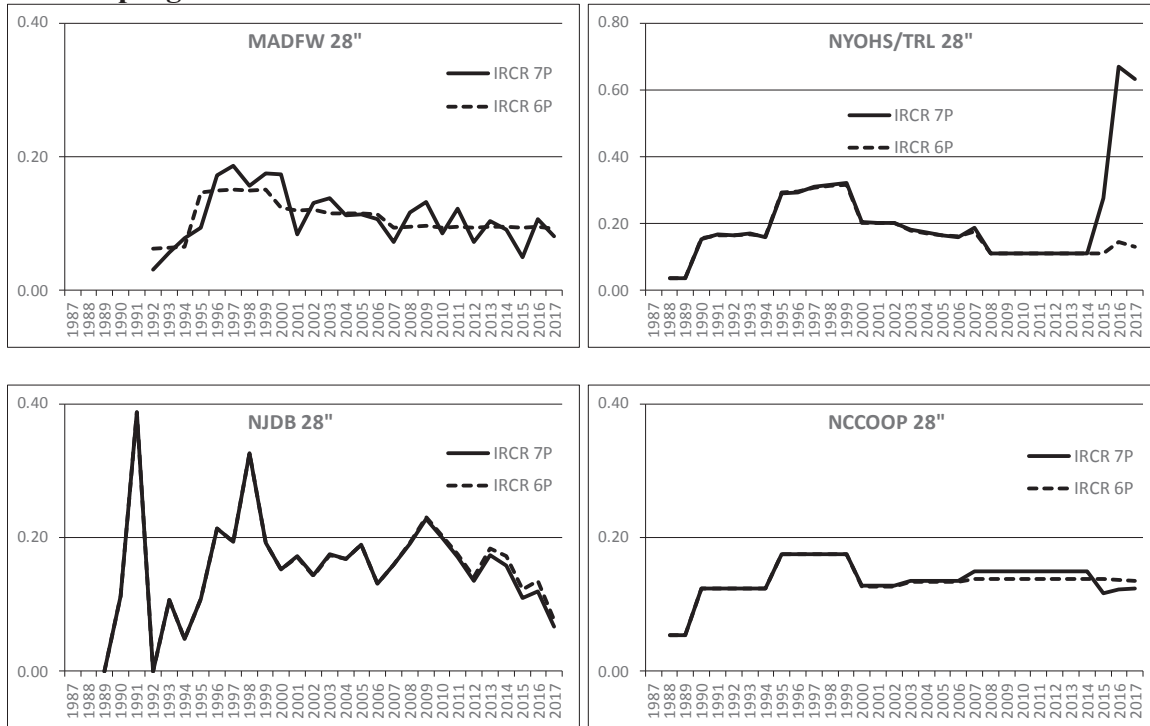 MADFW 28"
0.40
0.20
0.00
IRCR 7P
IRCR 6P
1987 1988 1989 1990 1991 1992 1993 1994 1995 1996 1997 1998 1999 2000 2001 2002 2003 2004 2005 2006 2007 2008 2009 2010 2011 2012 2013 2014 2015 2016 2017
NYOHS/TRL 28"
0.80
0.60
0.40
0.20
0.00
IRCR 7P
IRCR 6P
1987 1988 1989 1990 1991 1992 1993 1994 1995 1996 1997 1998 1999 2000 2001 2002 2003 2004 2005 2006 2007 2008 2009 2010 2011 2012 2013 2014 2015 2016 2017
NJDB 28"
0.40
0.20
0.00
IRCR 7P
IRCR 6P
1987 1988 1989 1990 1991 1992 1993 1994 1995 1996 1997 1998 1999 2000 2001 2002 2003 2004 2005 2006 2007 2008 2009 2010 2011 2012 2013 2014 2015 2016 2017
NCCOOP 28"
0.40
0.20
0.00
IRCR 7P
IRCR 6P
1987 1988 1989 1990 1991 1992 1993 1994 1995 1996 1997 1998 1999 2000 2001 2002 2003 2004 2005 2006 2007 2008 2009 2010 2011 2012 2013 2014 2015 2016 2017